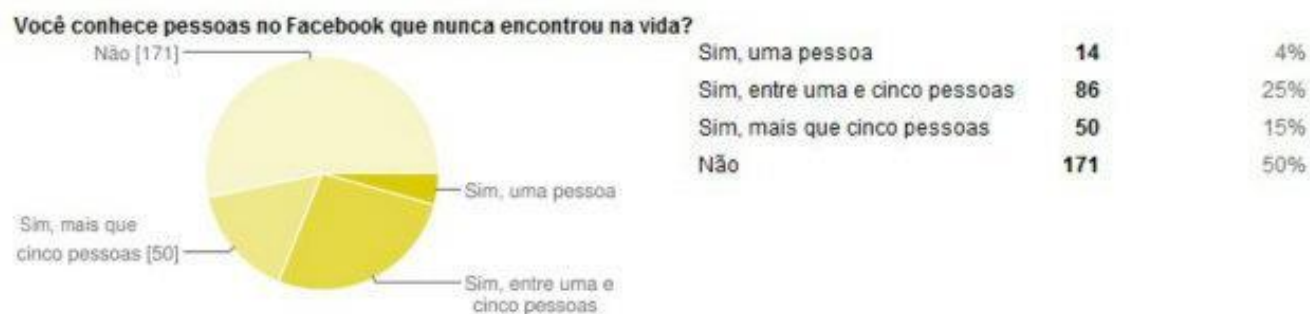 Você conhece pessoas no Facebook que nunca encontrou na vida?
Não [171]
Sim, uma pessoa
Sim, mais que
cinco pessoas [50]
Sim, entre uma e
cinco pessoas
Sim, uma pessoa 14 4%
Sim, entre uma e cinco pessoas 86 25%
Sim, mais que cinco pessoas 50 15%
Não 171 50%